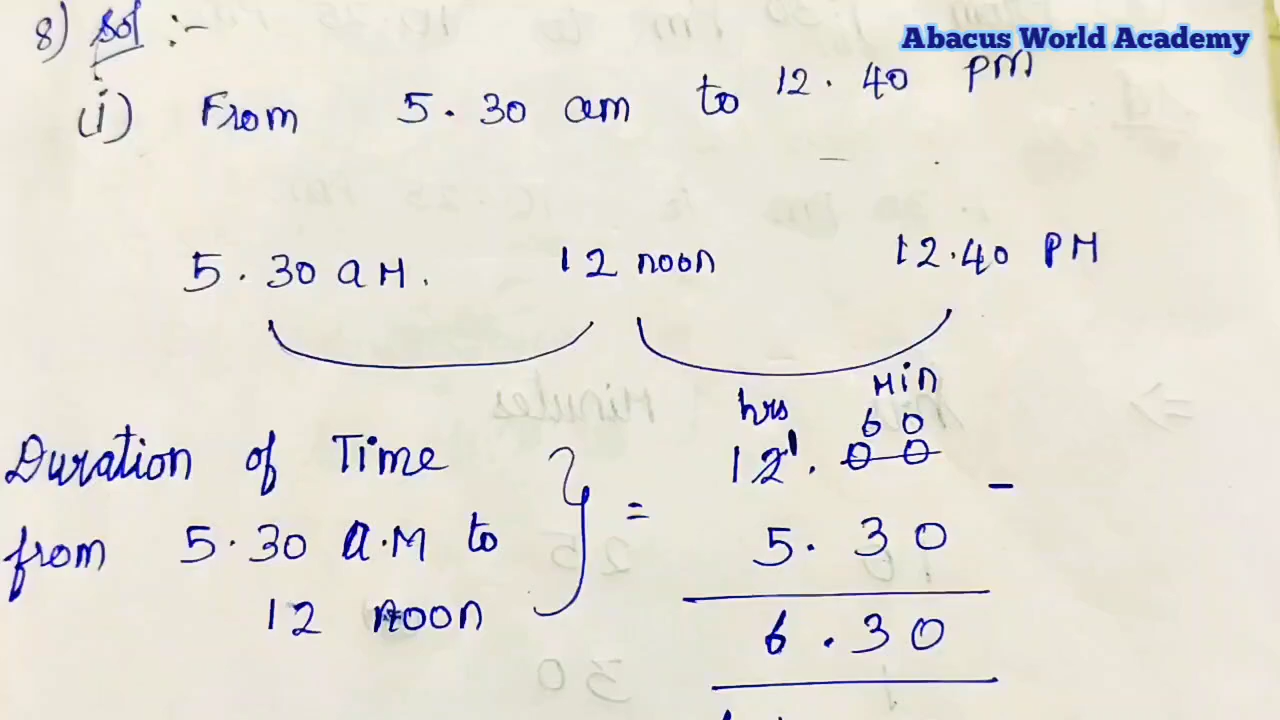 Abacus World Academy
8) Sol :-
(i) From 5.30 am to 12.40 pm
5.30 a M. 12 noon 12.40 PM
hrs Min
60
Duration of Time 12 1 . 00 -
from 5.30 A.M to } = 5.30
12 noon 6.30